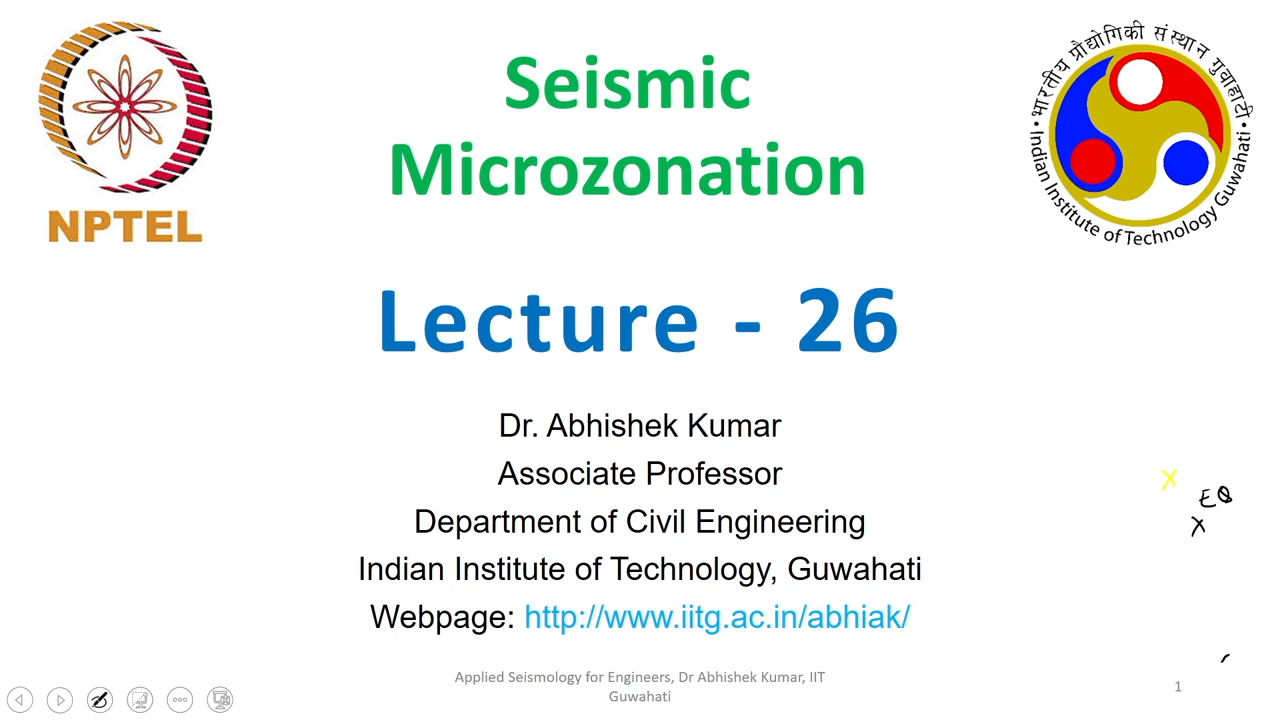 NPTEL
Seismic
Microzonation
भारतीय प्रौद्योगिकी संस्थान गुवाहाटी
Indian Institute of Technology Guwahati
Lecture - 26
Dr. Abhishek Kumar
Associate Professor
Department of Civil Engineering
Indian Institute of Technology, Guwahati
Webpage: http://www.iitg.ac.in/abhiak/
X
EQ
X
Applied Seismology for Engineers, Dr Abhishek Kumar, IIT
Guwahati
1